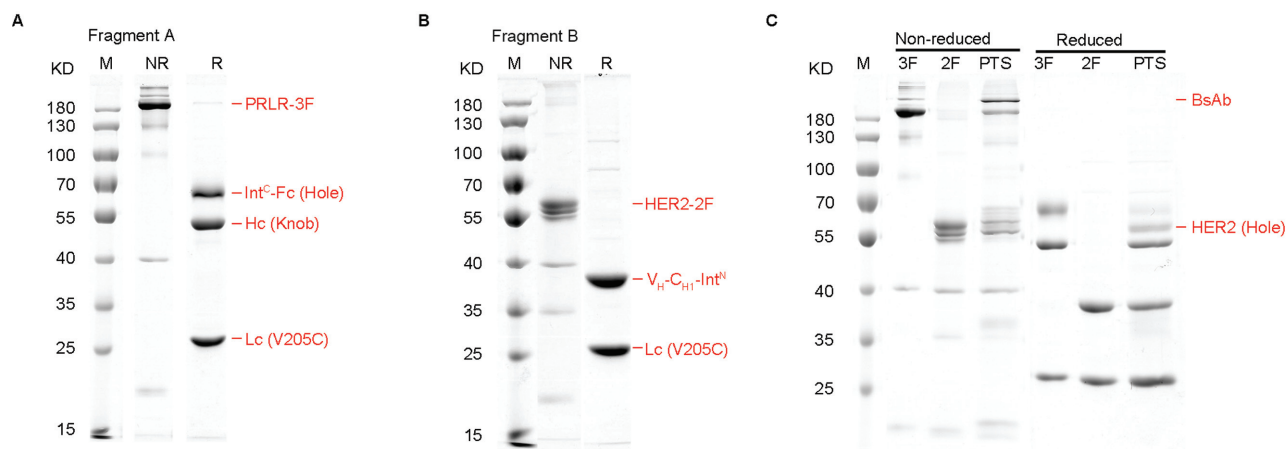 A
Fragment A
KD M NR R
180
130
100
70
55
40
35
25
15
PRLR-3F
Int^C-Fc (Hole)
Hc (Knob)
Lc (V205C)
B
Fragment B
KD M NR R
180
130
100
70
55
40
35
25
15
HER2-2F
V_H-C_H1-Int^N
Lc (V205C)
C
Non-reduced Reduced
KD M 3F 2F PTS 3F 2F PTS
180
130
100
70
55
40
35
25
BsAb
HER2 (Hole)